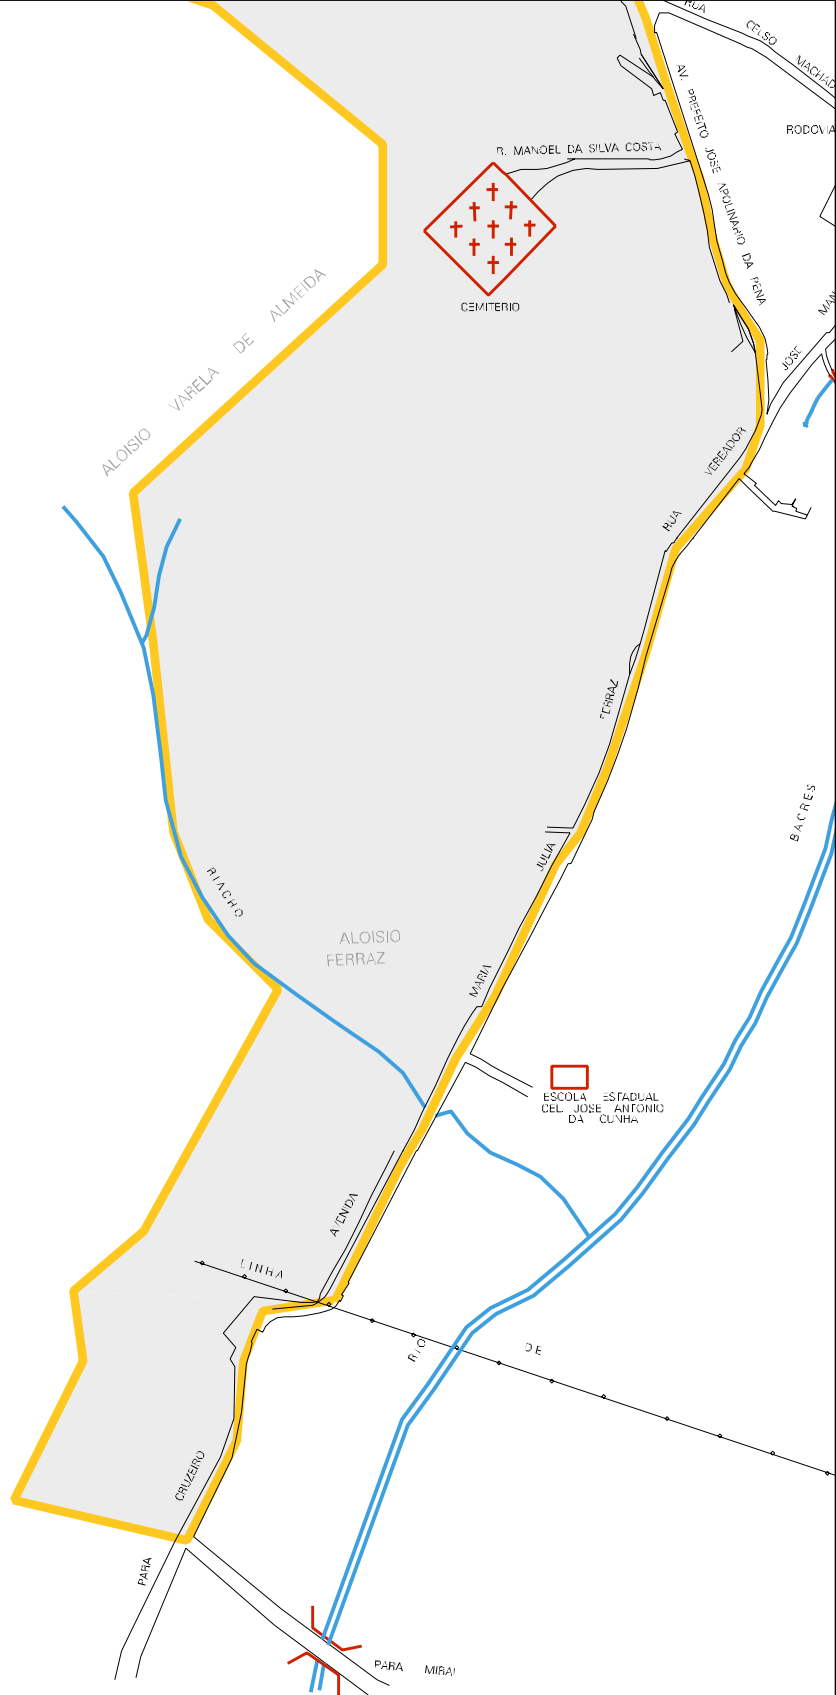 RUA CELSO MACHAD
AV. PREFEITO JOSE APOLINARIO DA PENA
RODOVIA
R. MANOEL DA SILVA COSTA
CEMITERIO
ALOISIO VARELA DE ALMEIDA
MAN
JOSE
VEREADOR
RUA
FERRAZ
BACRES
JULIA
RIACHO
ALOISIO
FERRAZ
MARIA
ESCOLA ESTADUAL
CEL. JOSE ANTONIO
DA CUNHA
AVENIDA
LINHA
RIO
DE
CRUZEIRO
PARA
PARA MIRAI